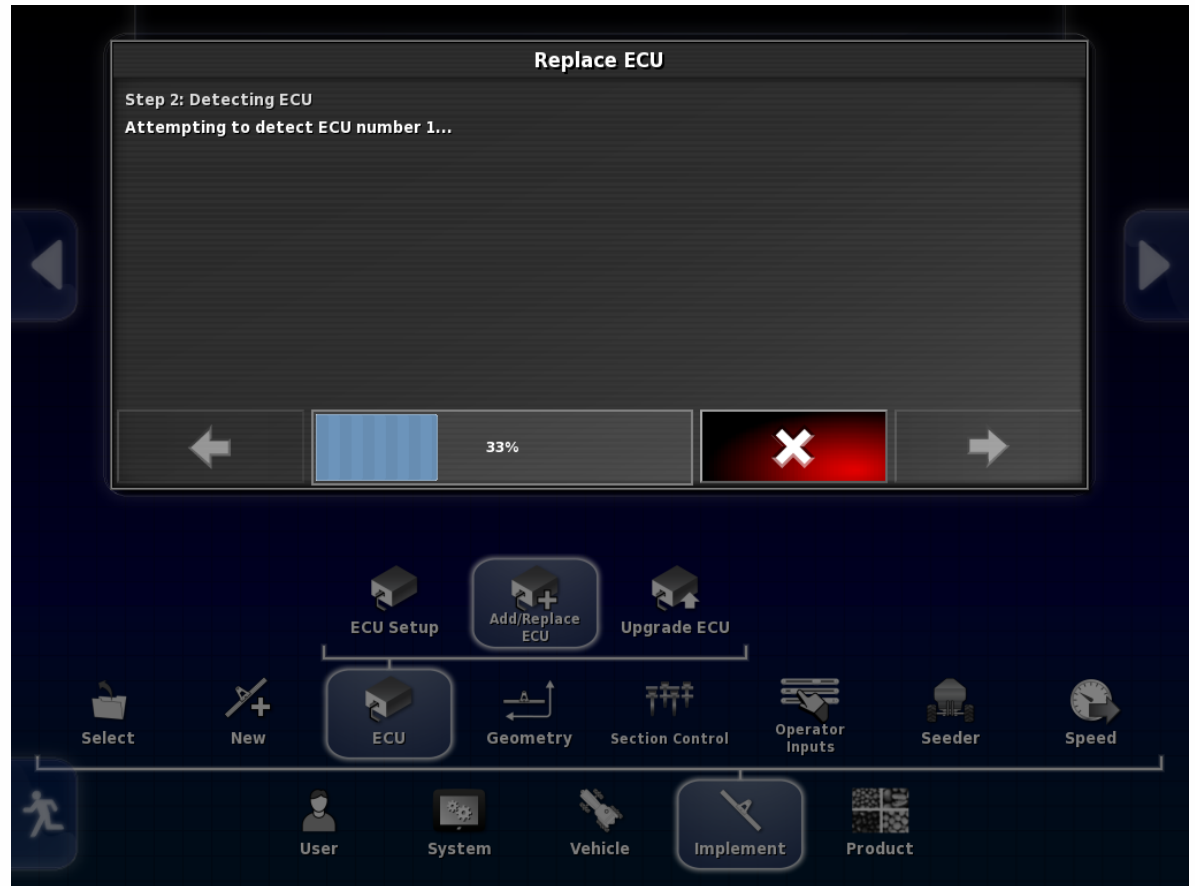 Replace ECU
Step 2: Detecting ECU
Attempting to detect ECU number 1...
33%
ECU Setup
Add/Replace
ECU
Upgrade ECU
Select
New
ECU
Geometry
Section Control
Operator
Inputs
Seeder
Speed
User
System
Vehicle
Implement
Product